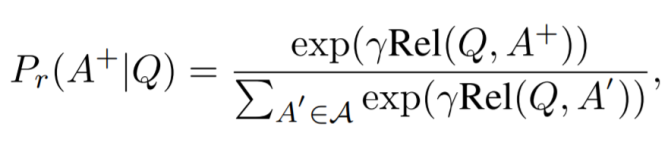 P_r(A^+|Q) = \frac{\exp(\gamma \mathbf{Rel}(Q, A^+))}{\sum_{A' \in \mathcal{A}} \exp(\gamma \mathbf{Rel}(Q, A'))},